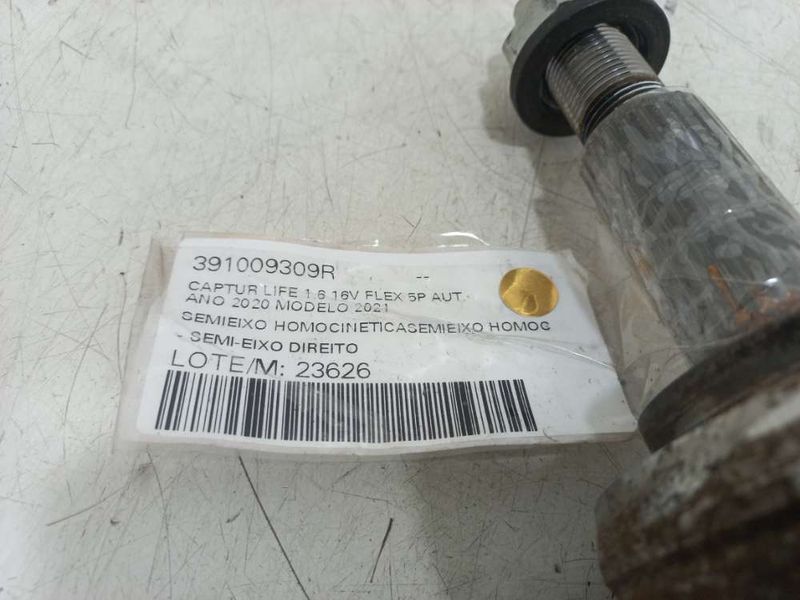 391009309R --
CAPTUR LIFE 1.6 16V FLEX 5P AUT.
ANO 2020 MODELO 2021
SEMIEIXO HOMOCINETICASEMIEIXO HOMOC
- SEMI-EIXO DIREITO
LOTE/M: 23626